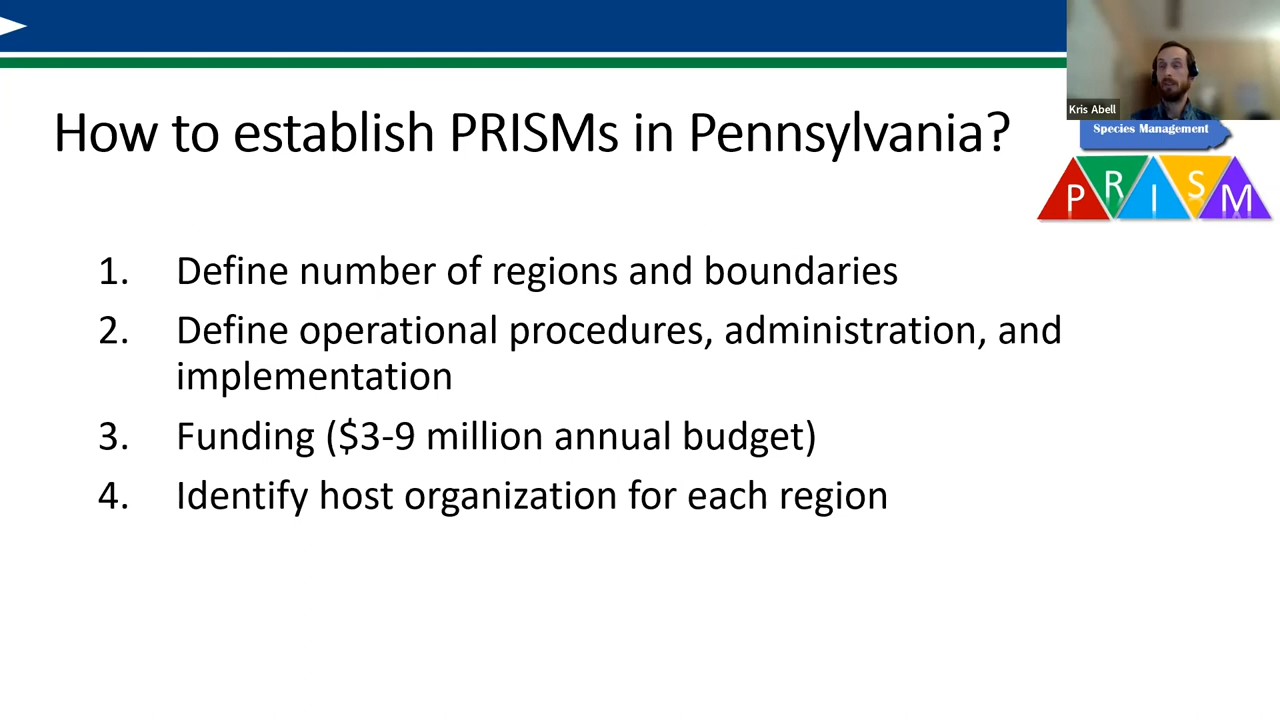 How to establish PRISMs in Pennsylvania?
Kris Abell
Species Management
PRISM
1. Define number of regions and boundaries
2. Define operational procedures, administration, and
implementation
3. Funding ($3-9 million annual budget)
4. Identify host organization for each region